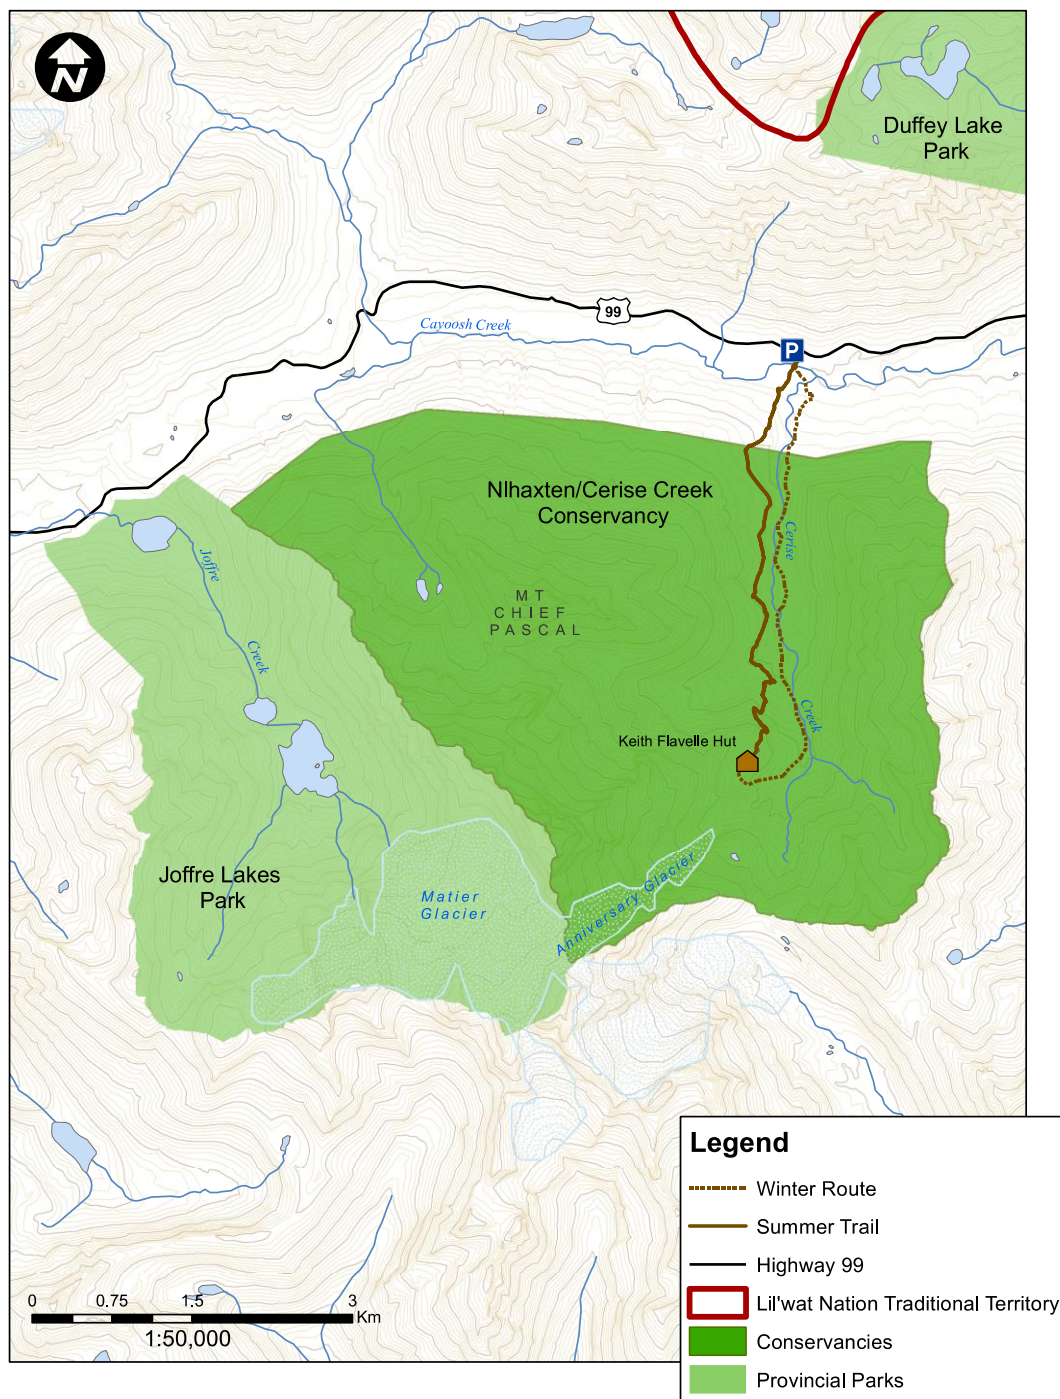 N
Duffey Lake
Park
99
Cayoosh Creek
P
Nlhaxten/Cerise Creek
Conservancy
Joffre
Creek
Cerise
Creek
MT
CHIEF
PASCAL
Keith Flavelle Hut
Joffre Lakes
Park
Matier
Glacier
Anniversary Glacier
Legend
Winter Route
Summer Trail
Highway 99
Lil'wat Nation Traditional Territory
Conservancies
Provincial Parks
0 0.75 1.5 3
Km
1:50,000